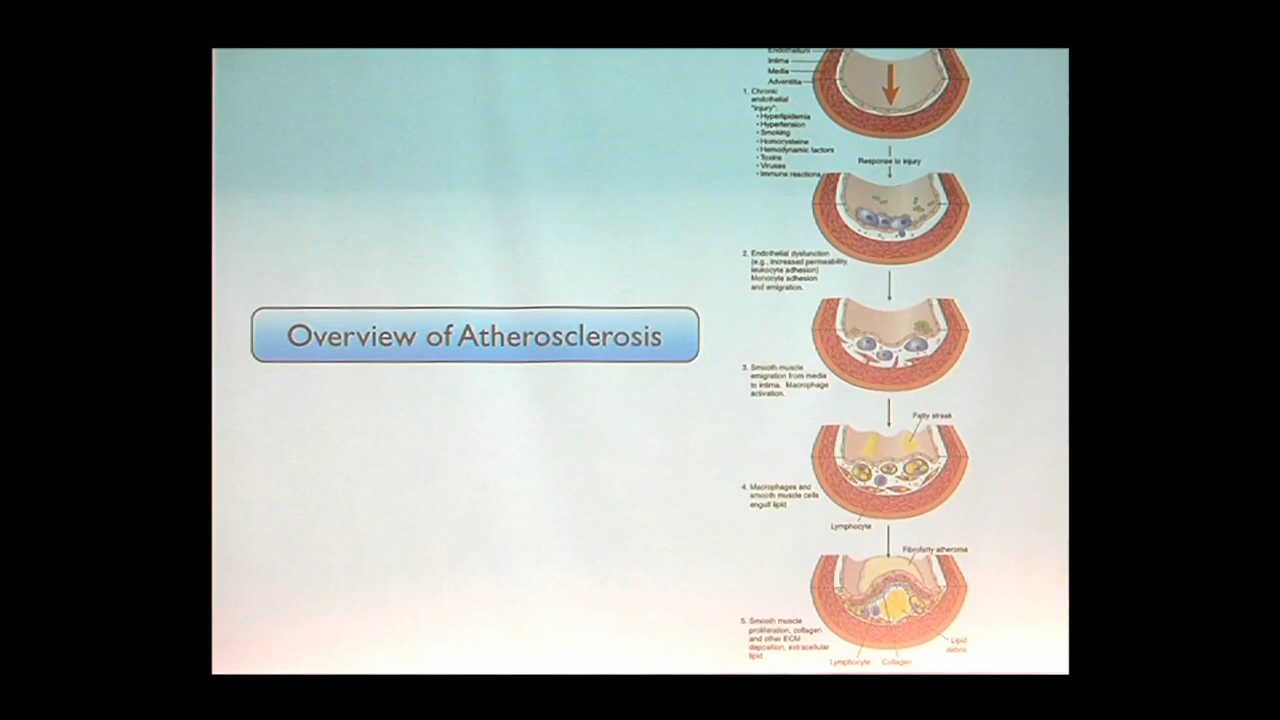 Overview of Atherosclerosis
Endothelium
Intima
Media
Adventitia
1. Chronic
endothelial
"injury":
• Hyperlipidemia
• Hypertension
• Smoking
• Homocysteine
• Hemodynamic factors
• Toxins
• Viruses
• Immune reactions
Response to injury
2. Endothelial dysfunction
(e.g., increased permeability,
leukocyte adhesion)
Monocyte adhesion
and emigration.
3. Smooth muscle
emigration from media
to intima. Macrophage
activation.
Fatty streak
4. Macrophages and
smooth muscle cells
engulf lipid
Lymphocyte
Fibrofatty atheroma
5. Smooth muscle
proliferation, collagen
and other ECM
deposition, extracellular
lipid
Lipid
debris
Lymphocyte
Collagen